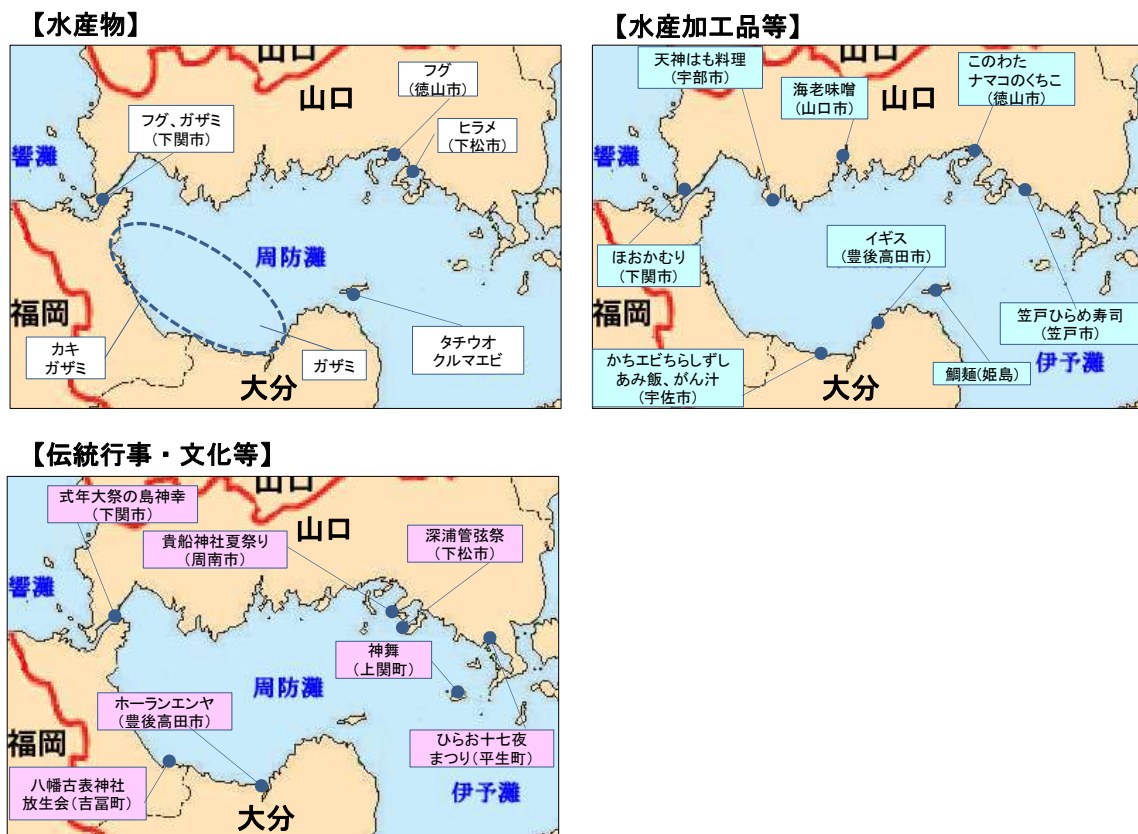 【水産物】
山口
山口
フグ
(徳山市)
ヒラメ
(下松市)
フグ、ガザミ
(下関市)
響灘
周防灘
福岡
カキ
ガザミ
ガザミ
タチウオ
クルマエビ
大分
【水産加工品等】
山口
天神はも料理
(宇部市)
海老味噌
(山口市)
山口
このわた
ナマコのくちこ
(徳山市)
響灘
ほおかむり
(下関市)
周防灘
イギス
(豊後高田市)
福岡
笠戸ひらめ寿司
(笠戸市)
かちエビちらしずし
あみ飯、がん汁
(宇佐市)
大分
鯛麺(姫島)
伊予灘
【伝統行事・文化等】
山口
式年大祭の島神幸
(下関市)
山口
貴船神社夏祭り
(周南市)
深浦管弦祭
(下松市)
響灘
神舞
(上関町)
周防灘
ホーランエンヤ
(豊後高田市)
福岡
ひらお十七夜
まつり(平生町)
八幡古表神社
放生会(吉冨町)
大分
伊予灘